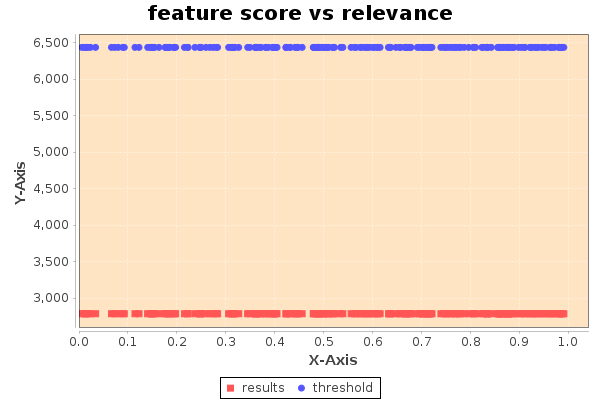 feature score vs relevance
Y-Axis
6,500
6,000
5,500
5,000
4,500
4,000
3,500
3,000
0.0 0.1 0.2 0.3 0.4 0.5 0.6 0.7 0.8 0.9 1.0
X-Axis
results threshold